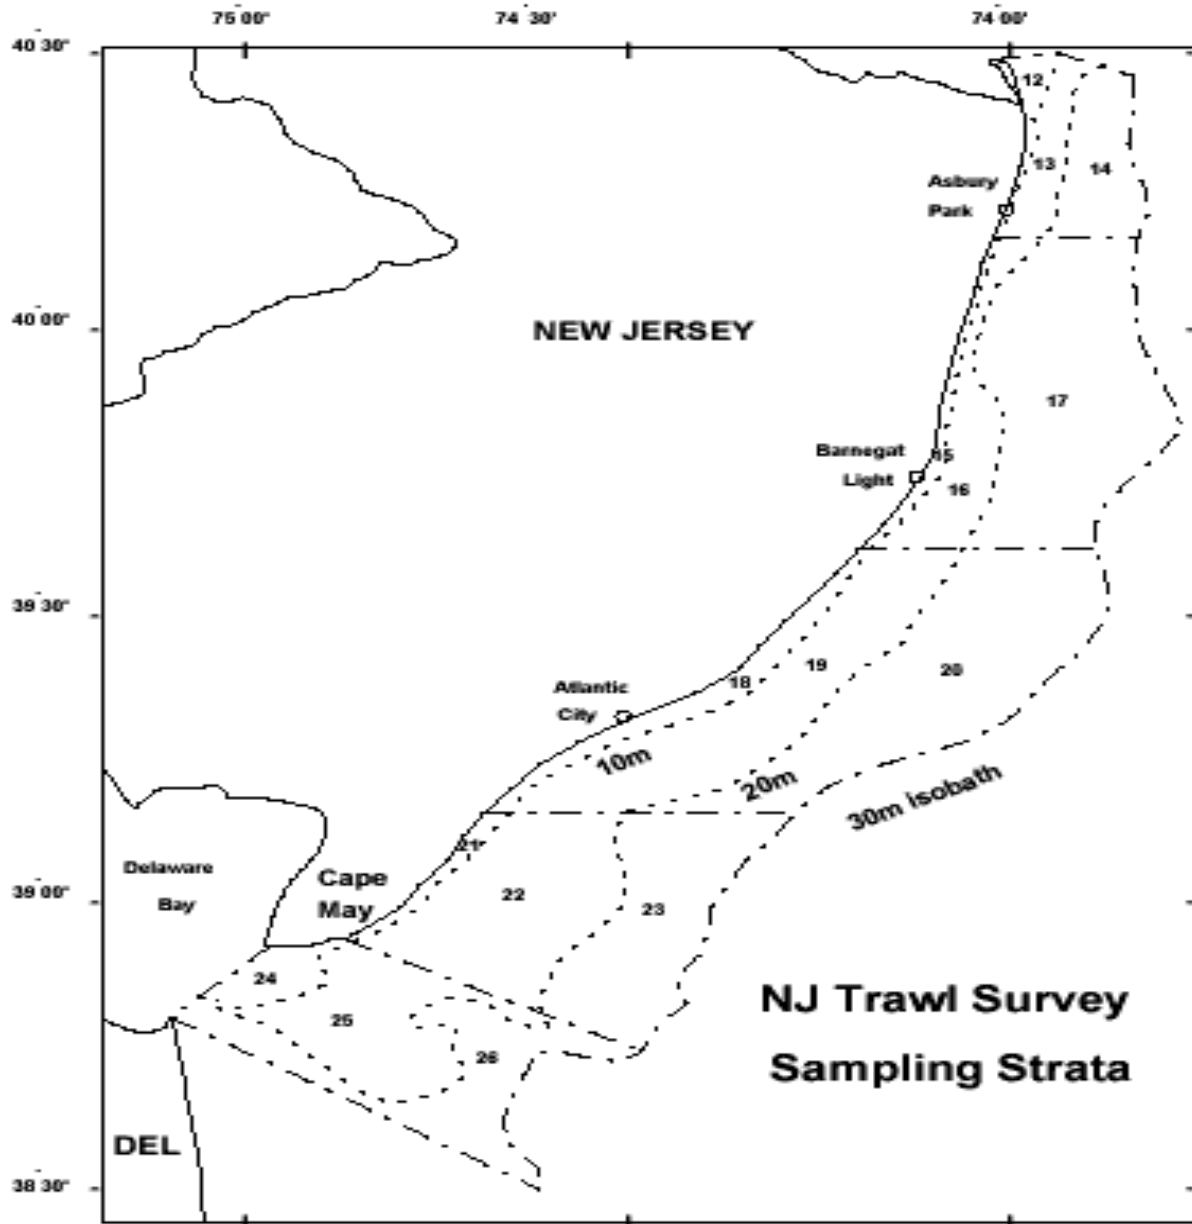 75 00"
74 30"
74 00'
40 30"
12
13
14
Asbury
Park
40 00"
NEW JERSEY
17
Barnegat
Light
15
16
39 30"
19
20
18
Atlantic
City
10m
20m
30m isobath
21
Delaware
Bay
Cape
May
39 00"
22
23
24
25
26
NJ Trawl Survey
Sampling Strata
DEL
38 30"